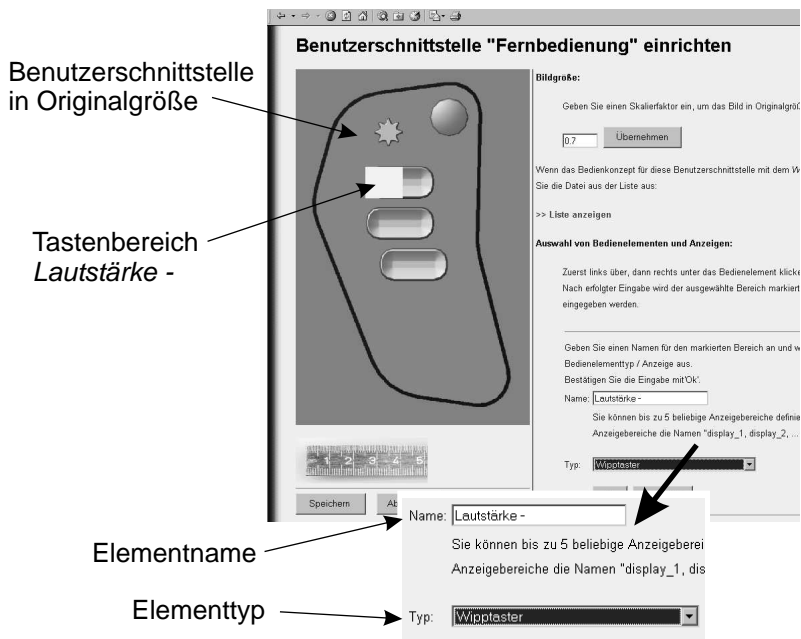 Benutzerschnittstelle "Fernbedienung" einrichten
Benutzerschnittstelle
in Originalgröße
Tastenbereich
Lautstärke -
Bildgröße:
Geben Sie einen Skalierfaktor ein, um das Bild in Originalgröß
0.7
Übernehmen
Wenn das Bedienkonzept für diese Benutzerschnittstelle mit dem W
Sie die Datei aus der Liste aus:
>> Liste anzeigen
Auswahl von Bedienelementen und Anzeigen:
Zuerst links über, dann rechts unter das Bedienelement klicke
Nach erfolgter Eingabe wird der ausgewählte Bereich markiert
eingegeben werden.
Geben Sie einen Namen für den markierten Bereich an und w
Bedienelementtyp / Anzeige aus.
Bestätigen Sie die Eingabe mit'Ok'.
Name: Lautstärke -
Sie können bis zu 5 beliebige Anzeigebereiche definie
Anzeigebereiche die Namen "display_1, display_2, ...
Typ: Wipptaster
1 2 3 4 5
Speichern
Ab
Elementname
Name: Lautstärke -
Sie können bis zu 5 beliebige Anzeigeberei
Anzeigebereiche die Namen "display_1, dis
Elementtyp
Typ: Wipptaster